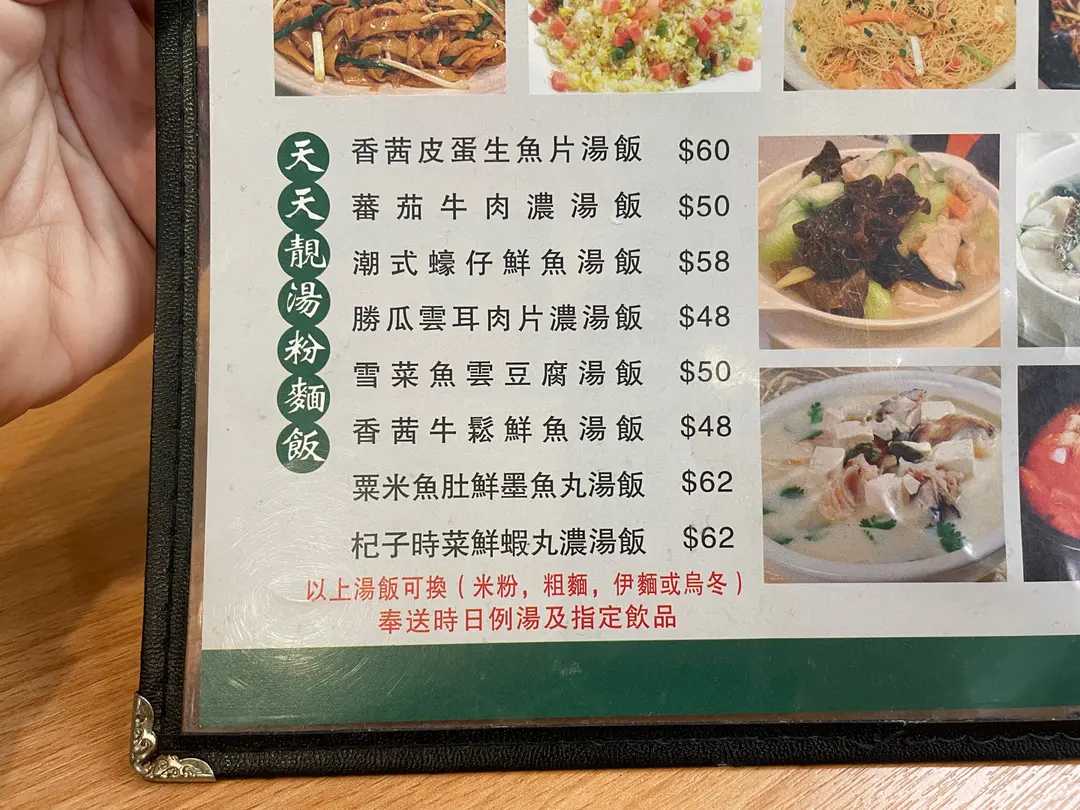 天天靚湯粉麵飯
香茜皮蛋生魚片湯飯 $60
蕃茄牛肉濃湯飯 $50
潮式蠔仔鮮魚湯飯 $58
勝瓜雲耳肉片濃湯飯 $48
雪菜魚雲豆腐湯飯 $50
香茜牛鬆鮮魚湯飯 $48
粟米魚肚鮮墨魚丸湯飯 $62
杞子時菜鮮蝦丸濃湯飯 $62
以上湯飯可換（米粉，粗麵，伊麵或烏冬）
奉送時日例湯及指定飲品